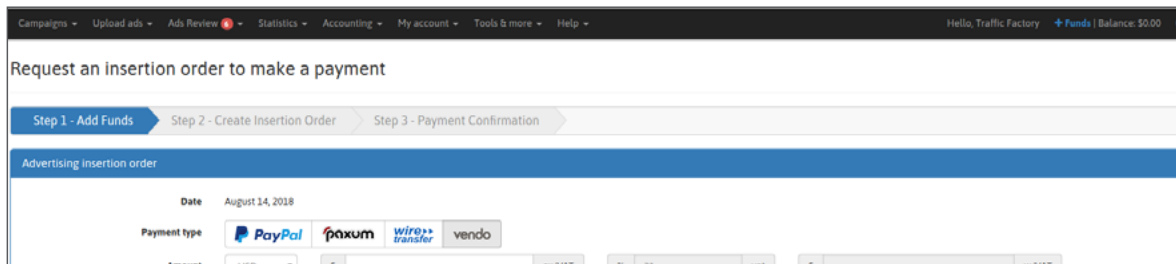 Campaigns Upload ads Ads Review 6 Statistics Accounting My account Tools & more Help Hello, Traffic Factory + Funds | Balance: $0.00
Request an insertion order to make a payment
Step 1 - Add Funds Step 2 - Create Insertion Order Step 3 - Payment Confirmation
Advertising insertion order
Date August 14, 2018
Payment type PayPal paxum wire transfer vendo